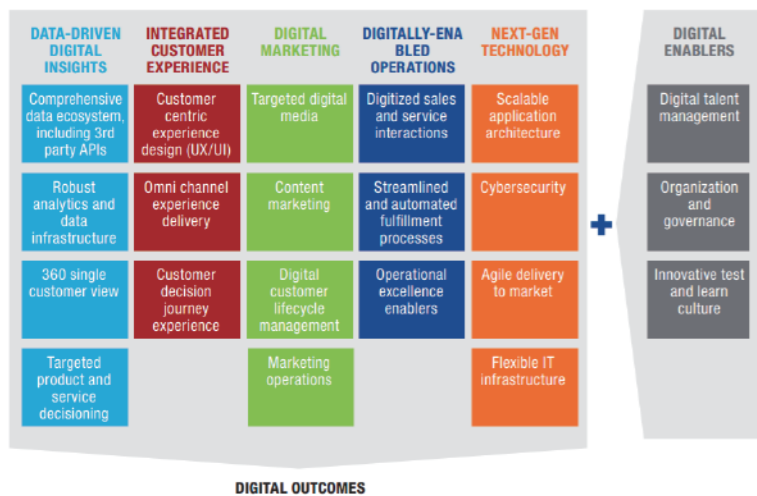 DATA-DRIVEN
DIGITAL
INSIGHTS
Comprehensive
data ecosystem,
including 3rd
party APIs
Robust
analytics and
data
infrastructure
360 single
customer view
Targeted
product and
service
decisioning
INTEGRATED
CUSTOMER
EXPERIENCE
Customer
centric
experience
design (UX/UI)
Omni channel
experience
delivery
Customer
decision
journey
experience
DIGITAL
MARKETING
Targeted digital
media
Content
marketing
Digital
customer
lifecycle
management
Marketing
operations
DIGITALLY-ENA
BLED
OPERATIONS
Digitized sales
and service
interactions
Streamlined
and automated
fulfillment
processes
Operational
excellence
enablers
NEXT-GEN
TECHNOLOGY
Scalable
application
architecture
Cybersecurity
Agile delivery
to market
Flexible IT
infrastructure
+
DIGITAL
ENABLERS
Digital talent
management
Organization
and
governance
Innovative test
and learn
culture
DIGITAL OUTCOMES